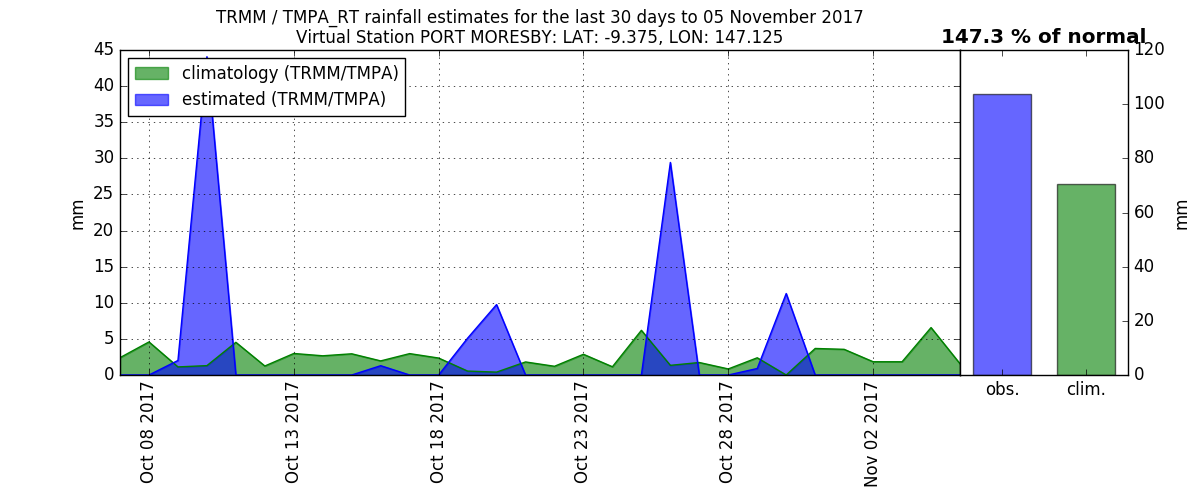 TRMM / TMPA_RT rainfall estimates for the last 30 days to 05 November 2017
Virtual Station PORT MORESBY: LAT: -9.375, LON: 147.125
147.3 % of normal
climatology (TRMM/TMPA)
estimated (TRMM/TMPA)
45
40
35
30
25
20
15
10
5
0
mm
Oct 08 2017
Oct 13 2017
Oct 18 2017
Oct 23 2017
Oct 28 2017
Nov 02 2017
obs.
clim.
120
100
80
60
40
20
0
mm